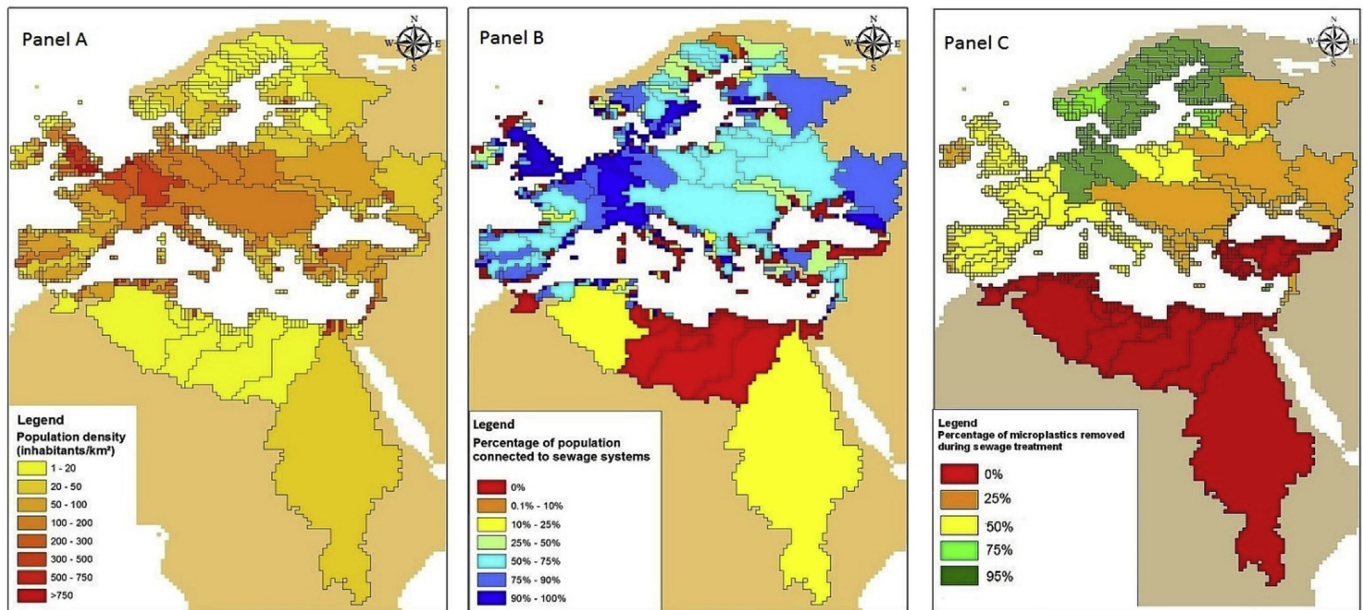 Panel A
N
W E
S
Legend
Population density
(inhabitants/km²)
1 - 20
20 - 50
50 - 100
100 - 200
200 - 300
300 - 500
500 - 750
>750
Panel B
N
W E
S
Legend
Percentage of population
connected to sewage systems
0%
0.1% - 10%
10% - 25%
25% - 50%
50% - 75%
75% - 90%
90% - 100%
Panel C
N
W E
S
Legend
Percentage of microplastics removed
during sewage treatment
0%
25%
50%
75%
95%